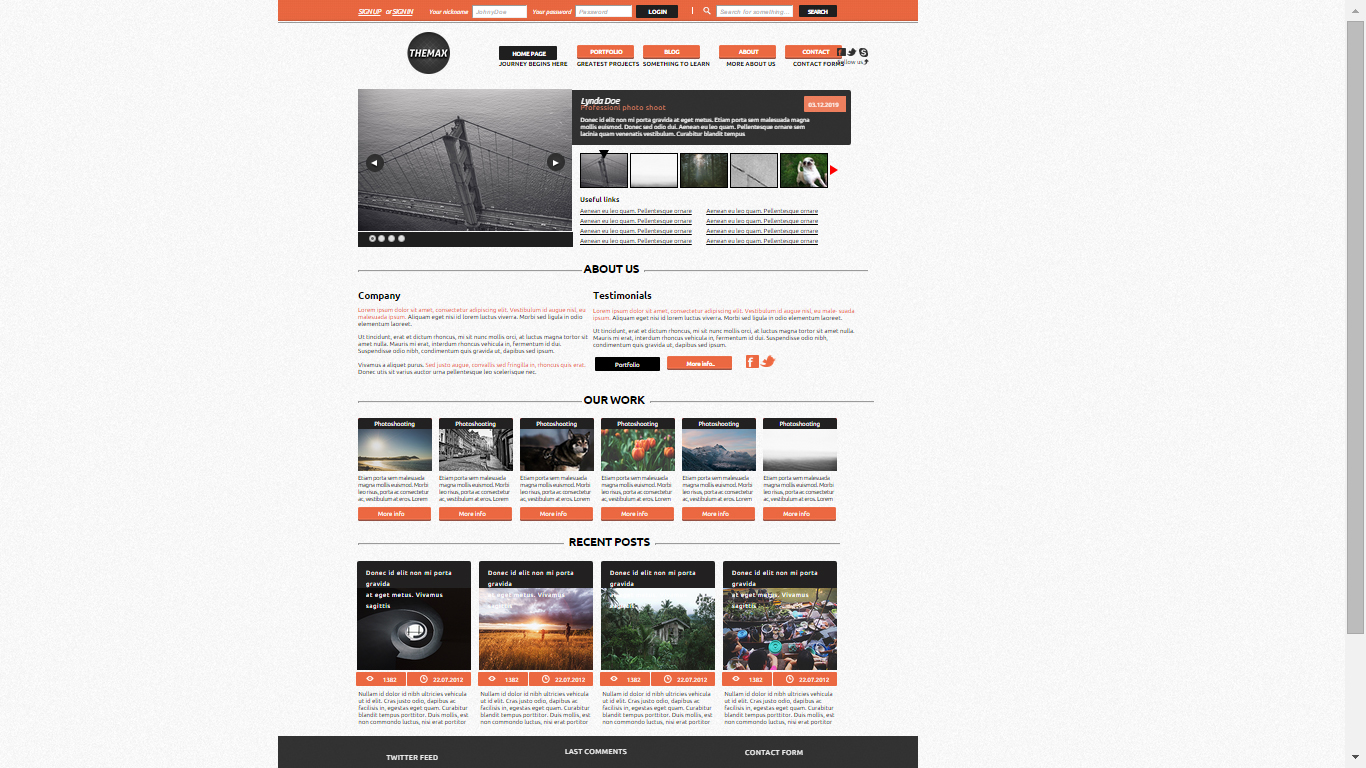 SIGN UP or SIGN IN Your nickname JohnyDoe Your password Password LOGIN | Search for something... SEARCH
THEMAX
HOME PAGE PORTFOLIO BLOG ABOUT CONTACT
JOURNEY BEGINS HERE GREATEST PROJECTS SOMETHING TO LEARN MORE ABOUT US CONTACT FORMS
Lynda Doe
Professionl photo shoot
03.12.2010
Donec id elit non mi porta gravida at eget metus. Etiam porta sem malesuada magna
mollis euismod. Donec sed odio dui. Aenean eu leo quam. Pellentesque ornare sem
lacinia quam venenatis vestibulum. Curabitur blandit tempus
Useful links
Aenean eu leo quam. Pellentesque ornare Aenean eu leo quam. Pellentesque ornare
Aenean eu leo quam. Pellentesque ornare Aenean eu leo quam. Pellentesque ornare
Aenean eu leo quam. Pellentesque ornare Aenean eu leo quam. Pellentesque ornare
Aenean eu leo quam. Pellentesque ornare Aenean eu leo quam. Pellentesque ornare
ABOUT US
Company
Lorem ipsum dolor sit amet, consectetur adipiscing elit. Vestibulum id augue nisl, eu
malesuada ipsum. Aliquam eget nisi id lorem luctus viverra. Morbi sed ligula in odio
elementum laoreet.
Ut tincidunt, erat et dictum rhoncus, mi sit nunc mollis orci, at luctus magna tortor sit
amet nulla. Mauris mi erat, interdum rhoncus vehicula in, fermentum id dui.
Suspendisse odio nibh, condimentum quis gravida ut, dapibus sed ipsum.
Vivamus a aliquet purus. Sed justo augue, convallis sed fringilla in, rhoncus quis erat.
Donec utis sit varius auctor urna pellentesque leo scelerisque nec.
Testimonials
Lorem ipsum dolor sit amet, consectetur adipiscing elit. Vestibulum id augue nisl, eu male- suada
ipsum. Aliquam eget nisi id lorem luctus viverra. Morbi sed ligula in odio elementum laoreet.
Ut tincidunt, erat et dictum rhoncus, mi sit nunc mollis orci, at luctus magna tortor sit amet nulla.
Mauris mi erat, interdum rhoncus vehicula in, fermentum id dui. Suspendisse odio nibh,
condimentum quis gravida ut, dapibus sed ipsum.
Portfolio More info..
OUR WORK
Photoshooting Photoshooting Photoshooting Photoshooting Photoshooting Photoshooting
Etiam porta sem malesuada Etiam porta sem malesuada Etiam porta sem malesuada Etiam porta sem malesuada Etiam porta sem malesuada Etiam porta sem malesuada
magna mollis euismod. Morbi magna mollis euismod. Morbi magna mollis euismod. Morbi magna mollis euismod. Morbi magna mollis euismod. Morbi magna mollis euismod. Morbi
leo risus, porta ac consectetur leo risus, porta ac consectetur leo risus, porta ac consectetur leo risus, porta ac consectetur leo risus, porta ac consectetur leo risus, porta ac consectetur
ac, vestibulum at eros. Lorem ac, vestibulum at eros. Lorem ac, vestibulum at eros. Lorem ac, vestibulum at eros. Lorem ac, vestibulum at eros. Lorem ac, vestibulum at eros. Lorem
More info More info More info More info More info More info
RECENT POSTS
Donec id elit non mi porta Donec id elit non mi porta Donec id elit non mi porta Donec id elit non mi porta
gravida gravida gravida gravida
at eget metus. Vivamus at eget metus. Vivamus at eget metus. Vivamus at eget metus. Vivamus
sagittis sagittis sagittis sagittis
1382 22.07.2012 1382 22.07.2012 1382 22.07.2012 1382 22.07.2012
Nullam id dolor id nibh ultricies vehicula Nullam id dolor id nibh ultricies vehicula Nullam id dolor id nibh ultricies vehicula Nullam id dolor id nibh ultricies vehicula
ut id elit. Cras justo odio, dapibus ac ut id elit. Cras justo odio, dapibus ac ut id elit. Cras justo odio, dapibus ac ut id elit. Cras justo odio, dapibus ac
facilisis in, egestas eget quam. Curabitur facilisis in, egestas eget quam. Curabitur facilisis in, egestas eget quam. Curabitur facilisis in, egestas eget quam. Curabitur
blandit tempus porttitor. Duis mollis, est blandit tempus porttitor. Duis mollis, est blandit tempus porttitor. Duis mollis, est blandit tempus porttitor. Duis mollis, est
non commondo luctus, nisi erat portitor non commondo luctus, nisi erat portitor non commondo luctus, nisi erat portitor non commondo luctus, nisi erat portitor
TWITTER FEED LAST COMMENTS CONTACT FORM